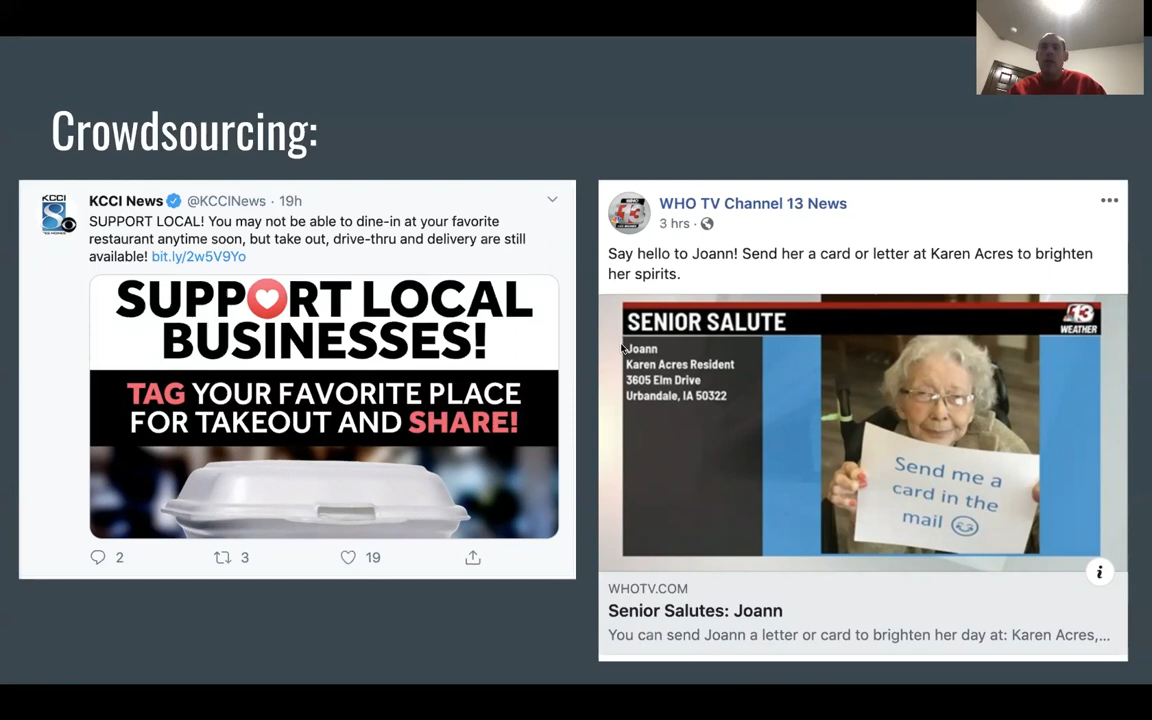 Crowdsourcing:
KCCI
8
KCCI News @KCCINews · 19h
SUPPORT LOCAL! You may not be able to dine-in at your favorite
restaurant anytime soon, but take out, drive-thru and delivery are still
available! bit.ly/2w5V9Yo
SUPPORT LOCAL
BUSINESSES!
TAG YOUR FAVORITE PLACE
FOR TAKEOUT AND SHARE!
2
3
19
13
WHO TV Channel 13 News
3 hrs ·
Say hello to Joann! Send her a card or letter at Karen Acres to brighten
her spirits.
SENIOR SALUTE
13
WEATHER
Joann
Karen Acres Resident
3605 Elm Drive
Urbandale, IA 50322
Send me a
card in the
mail
WHOTV.COM
Senior Salutes: Joann
You can send Joann a letter or card to brighten her day at: Karen Acres,...